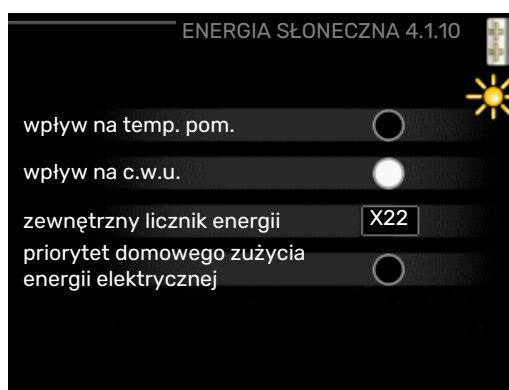 ENERGIA SŁONECZNA 4.1.10
wpływ na temp. pom.
wpływ na c.w.u.
zewnętrzny licznik energii X22
priorytet domowego zużycia
energii elektrycznej